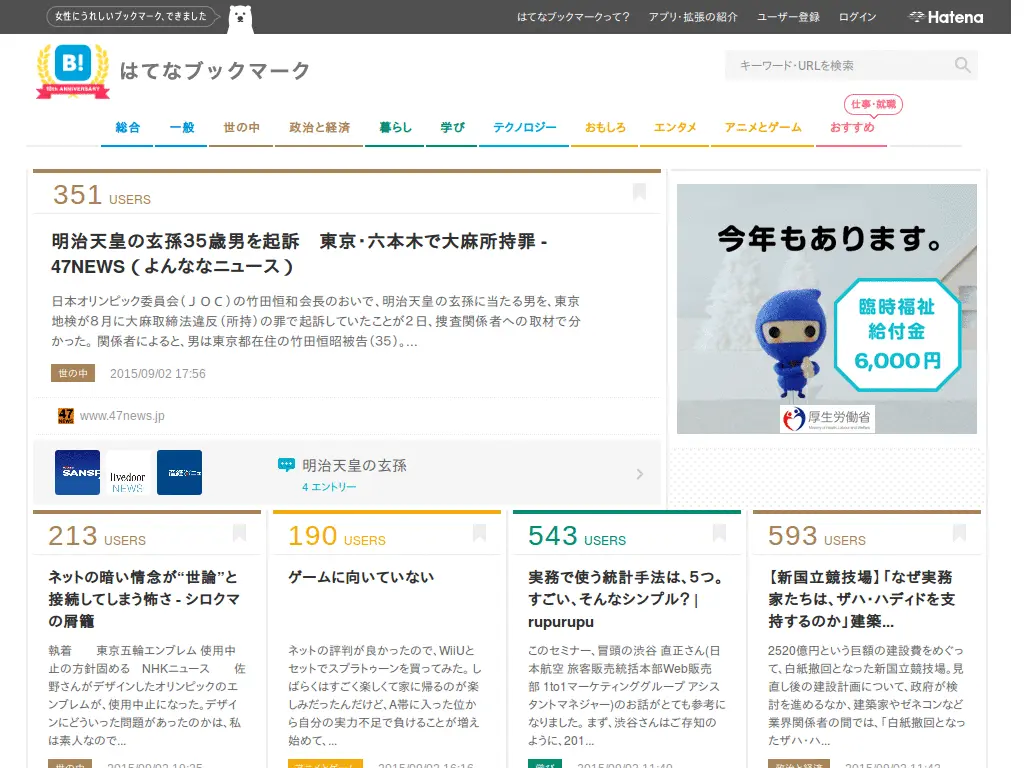 女性にうれしいブックマーク、できました
はてなブックマークって? アプリ・拡張の紹介 ユーザー登録 ログイン Hatena
B!
10th ANNIVERSARY
はてなブックマーク
キーワード・URLを検索
仕事・就職
総合 一般 世の中 政治と経済 暮らし 学び テクノロジー おもしろ エンタメ アニメとゲーム おすすめ
351 USERS
明治天皇の玄孫35歳男を起訴 東京・六本木で大麻所持罪 -
47NEWS(よんななニュース)
日本オリンピック委員会(JOC)の竹田恒和会長のおいで、明治天皇の玄孫に当たる男を、東京
地検が8月に大麻取締法違反(所持)の罪で起訴していたことが2日、捜査関係者への取材で分
かった。 関係者によると、男は東京都在住の竹田恒昭被告(35)。...
世の中 2015/09/02 17:56
47 NEWS www.47news.jp
SANSP
livedoor
NEWS
明治天皇の玄孫
4 エントリー
今年もあります。
臨時福祉
給付金
6,000円
厚生労働省
Ministry of Health, Labour and Welfare
213 USERS
ネットの暗い情念が“世論”と
接続してしまう怖さ - シロクマ
の屑籠
執着 東京五輪エンブレム 使用中
止の方針固める NHKニュース 佐
野さんがデザインしたオリンピックのエ
ンブレムが、使用中止になった。デザイ
ンにどういった問題があったのかは、私
は素人なので...
世の中 2015/09/02 19:25
190 USERS
ゲームに向いていない
ネットの評判が良かったので、WiiUと
セットでスプラトゥーンを買ってみた。し
ばらくはすごく楽しくて家に帰るのが楽
しみだったんだけど、A帯に入った位か
ら自分の実力不足で負けることが増え
始めて、...
アニメとゲーム 2015/09/02 16:16
543 USERS
実務で使う統計手法は、5つ。
すごい、そんなシンプル? |
rupurupu
このセミナー、冒頭の渋谷 直正さん(日
本航空 旅客販売統括本部Web販売
部 1to1マーケティンググループ アシス
タントマネジャー)のお話がとても参考に
なりました。まず、渋谷さんはご存知の
ように、201...
学び 2015/09/02 11:40
593 USERS
【新国立競技場】「なぜ実務
家たちは、ザハ・ハディドを支
持するのか」建築...
2520億円という巨額の建設費をめぐっ
て、白紙撤回となった新国立競技場。見
直し後の建設計画について、政府が検
討を進めるなか、建築家やゼネコンなど
業界関係者の間では、「白紙撤回となっ
たザハ・ハ...
政治と経済 2015/09/02 11:42